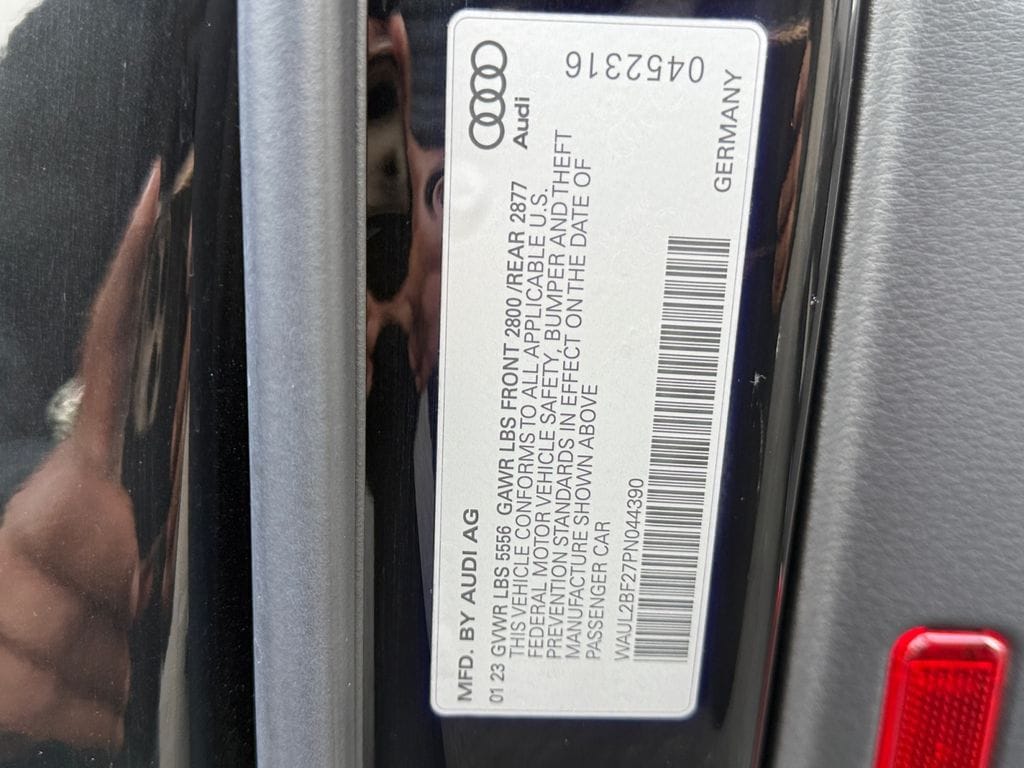 MFD. BY AUDI AG
Audi
01 23 GVWR LBS 5556 GAWR LBS FRONT 2800 /REAR 2877
THIS VEHICLE CONFORMS TO ALL APPLICABLE U.S.
FEDERAL MOTOR VEHICLE SAFETY, BUMPER AND THEFT
PREVENTION STANDARDS IN EFFECT ON THE DATE OF
MANUFACTURE SHOWN ABOVE
PASSENGER CAR
WAUL2BF27PN044390
GERMANY
0452316